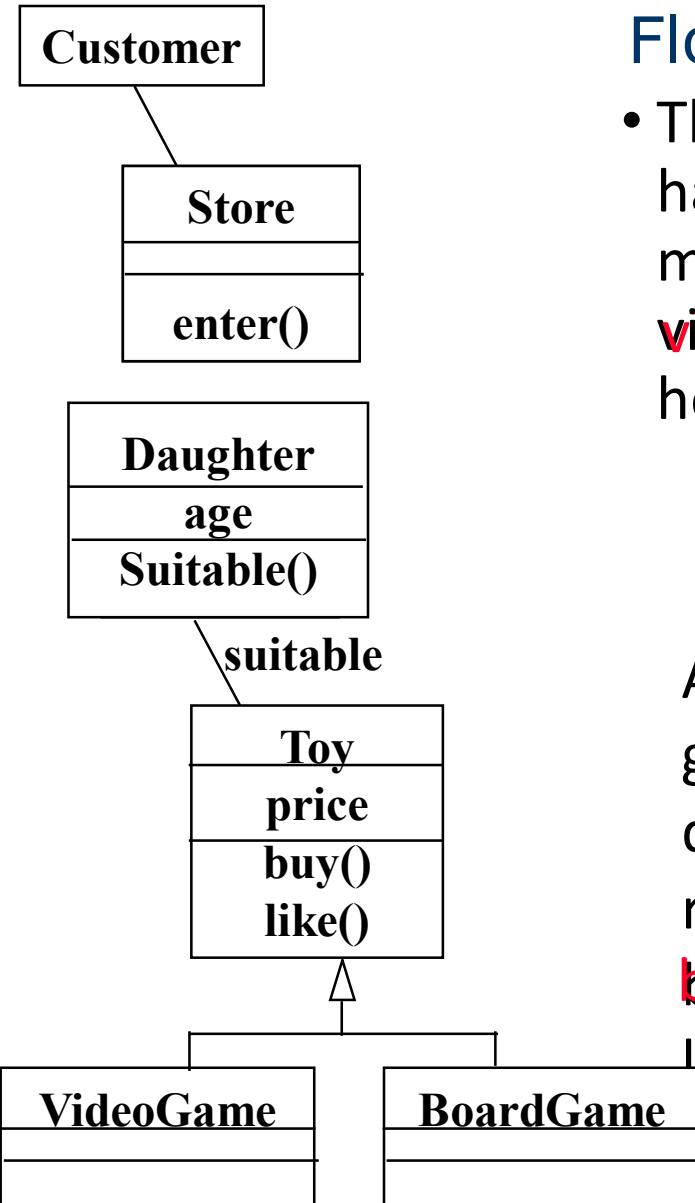 Customer
Store
enter()
Daughter
age
Suitable()
suitable
Toy
price
buy()
like()
VideoGame
BoardGame